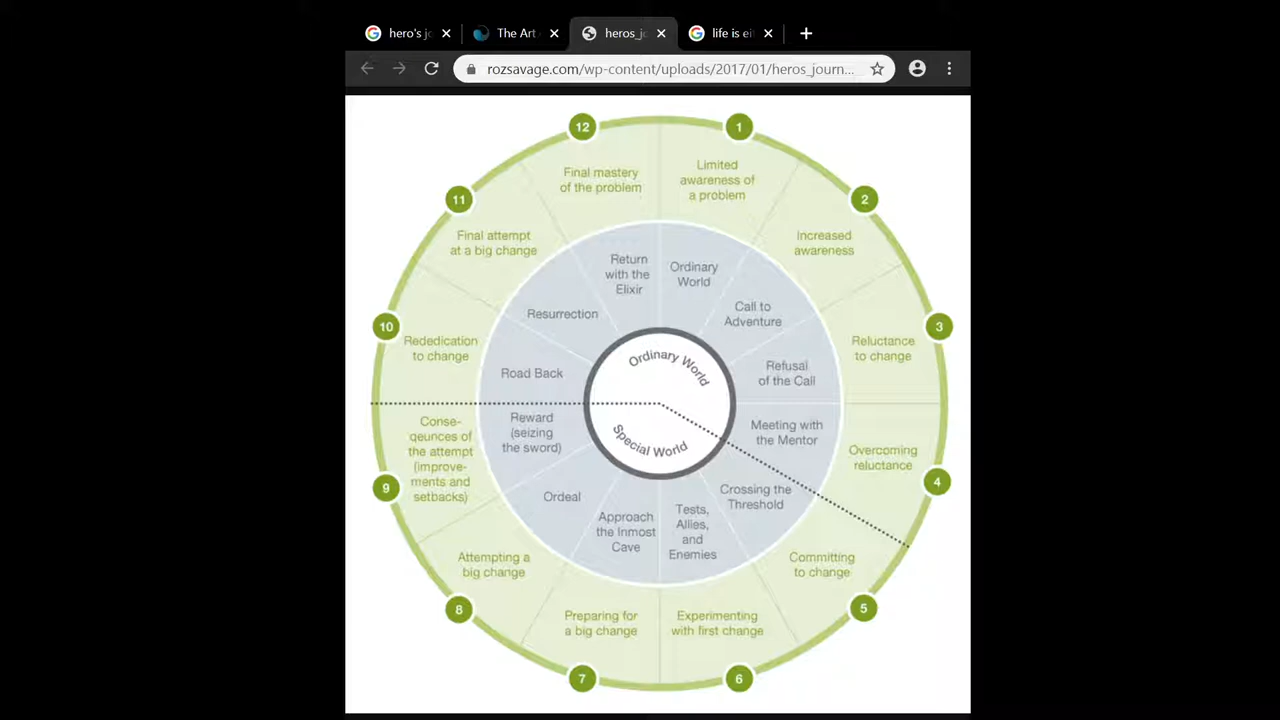 hero's jo
The Art
heros_jo
life is eit
rozsavage.com/wp-content/uploads/2017/01/heros_journ...
12
1
Final mastery
of the problem
Limited
awareness of
a problem
11
2
Final attempt
at a big change
Increased
awareness
Return
with the
Elixir
Ordinary
World
Resurrection
Call to
Adventure
10
3
Rededication
to change
Reluctance
to change
Road Back
Refusal
of the Call
Ordinary World
Special World
Conse-
qeunces of
the attempt
(improve-
ments and
setbacks)
Reward
(seizing
the sword)
Meeting with
the Mentor
Overcoming
reluctance
9
4
Ordeal
Crossing the
Threshold
Approach
the Inmost
Cave
Tests,
Allies,
and
Enemies
Attempting a
big change
Committing
to change
8
5
Preparing for
a big change
Experimenting
with first change
7
6